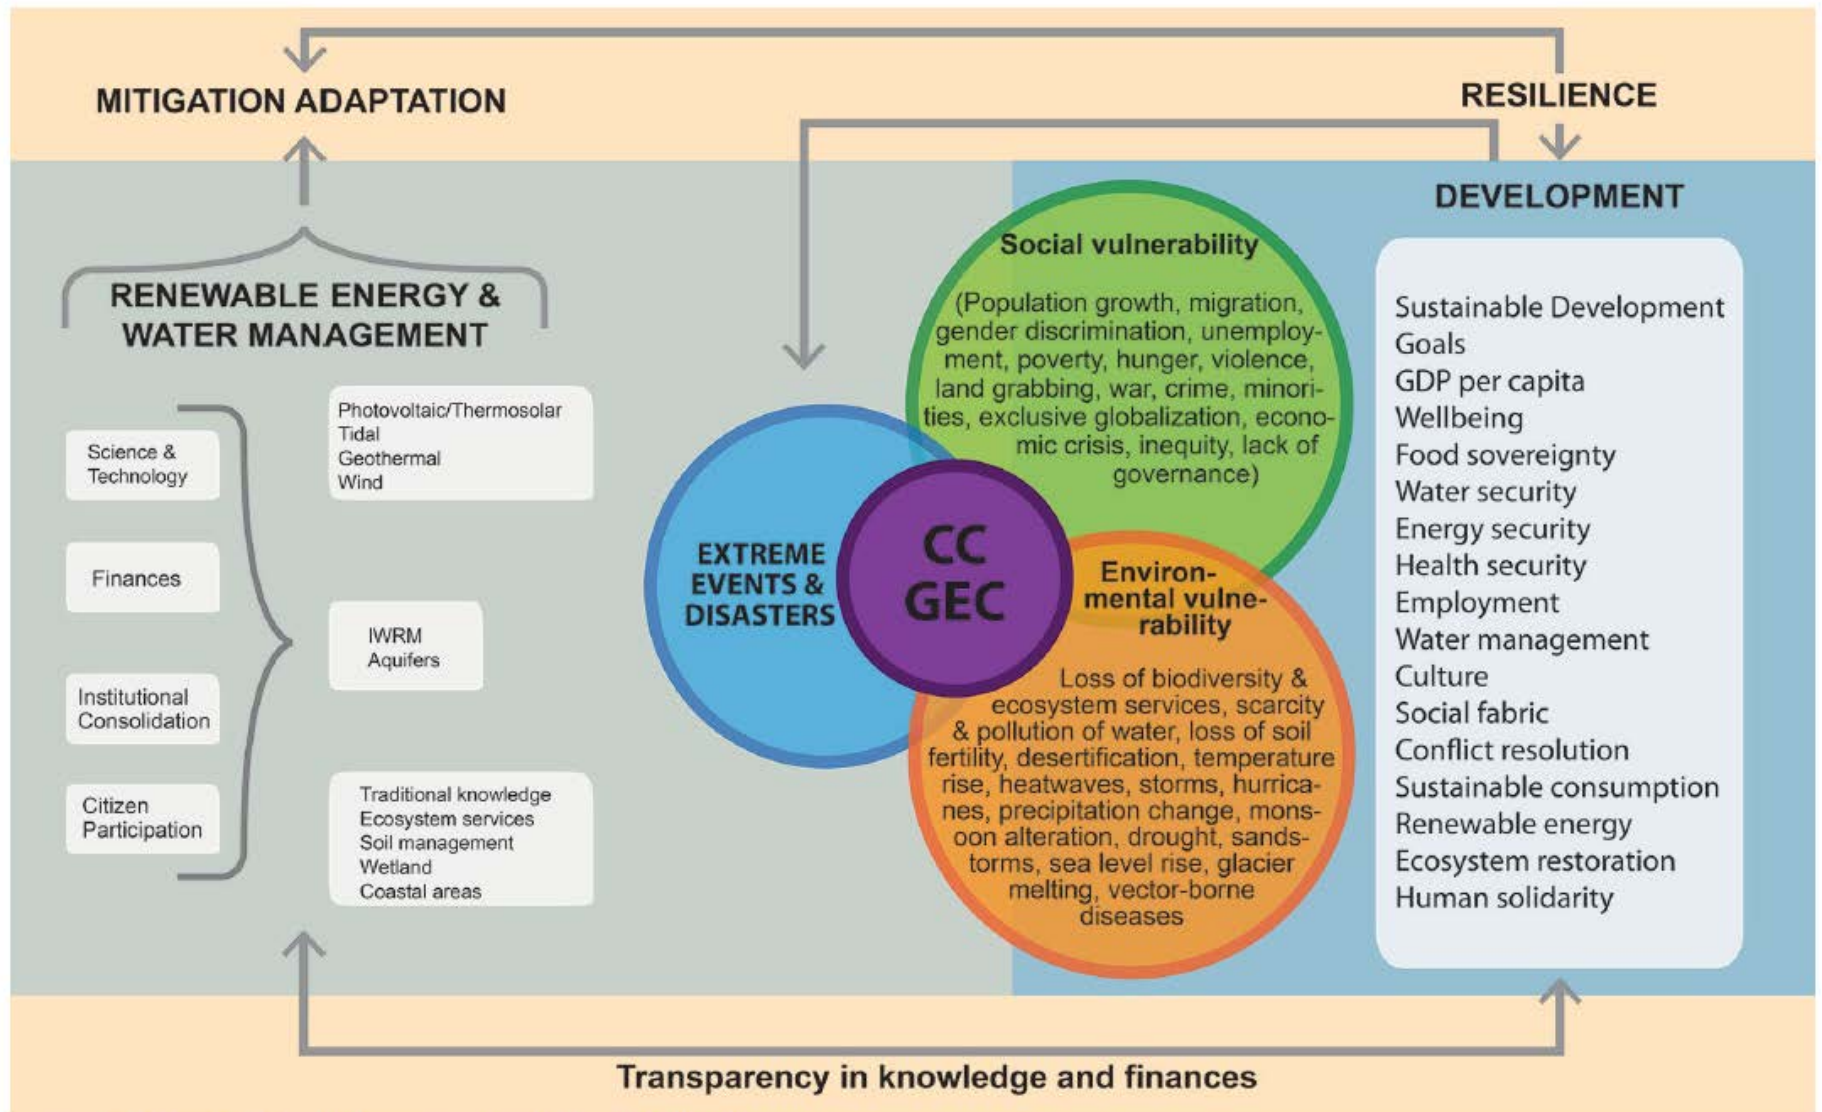 MITIGATION ADAPTATION
RESILIENCE
DEVELOPMENT
RENEWABLE ENERGY &
WATER MANAGEMENT
Science &
Technology
Finances
Institutional
Consolidation
Citizen
Participation
Photovoltaic/Thermosolar
Tidal
Geothermal
Wind
IWRM
Aquifers
Traditional knowledge
Ecosystem services
Soil management
Wetland
Coastal areas
EXTREME
EVENTS &
DISASTERS
CC
GEC
Social vulnerability
(Population growth, migration,
gender discrimination, unemploy-
ment, poverty, hunger, violence,
land grabbing, war, crime, minori-
ties, exclusive globalization, econo-
mic crisis, inequity, lack of
governance)
Environ-
mental vulne-
rability
Loss of biodiversity &
ecosystem services, scarcity
& pollution of water, loss of soil
fertility, desertification, temperature
rise, heatwaves, storms, hurrica-
nes, precipitation change, mons-
oon alteration, drought, sands-
torms, sea level rise, glacier
melting, vector-borne
diseases
Sustainable Development
Goals
GDP per capita
Wellbeing
Food sovereignty
Water security
Energy security
Health security
Employment
Water management
Culture
Social fabric
Conflict resolution
Sustainable consumption
Renewable energy
Ecosystem restoration
Human solidarity
Transparency in knowledge and finances